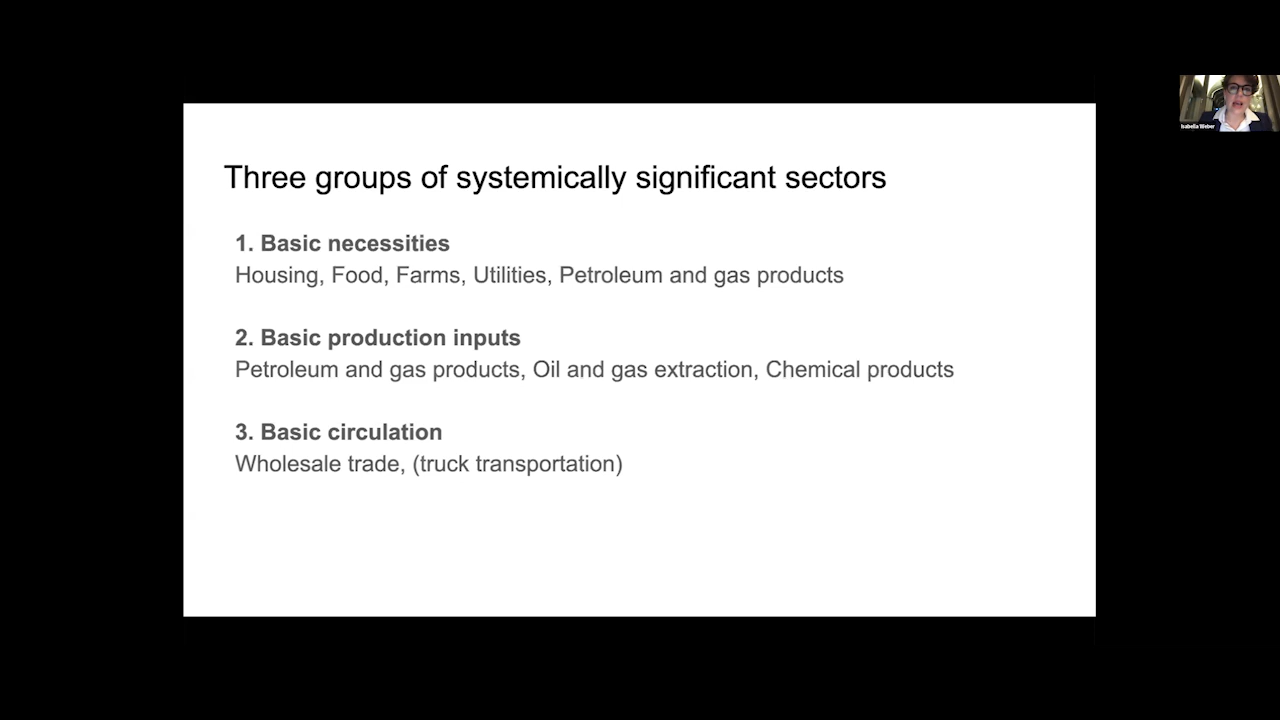 Three groups of systemically significant sectors
1. Basic necessities
Housing, Food, Farms, Utilities, Petroleum and gas products
2. Basic production inputs
Petroleum and gas products, Oil and gas extraction, Chemical products
3. Basic circulation
Wholesale trade, (truck transportation)
Isabella Weber